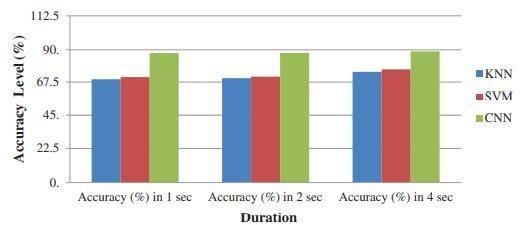 112.5
90.
67.5
45.
22.5
0.
Accuracy Level (%)
Accuracy (%) in 1 sec
Accuracy (%) in 2 sec
Accuracy (%) in 4 sec
Duration
KNN
SVM
CNN